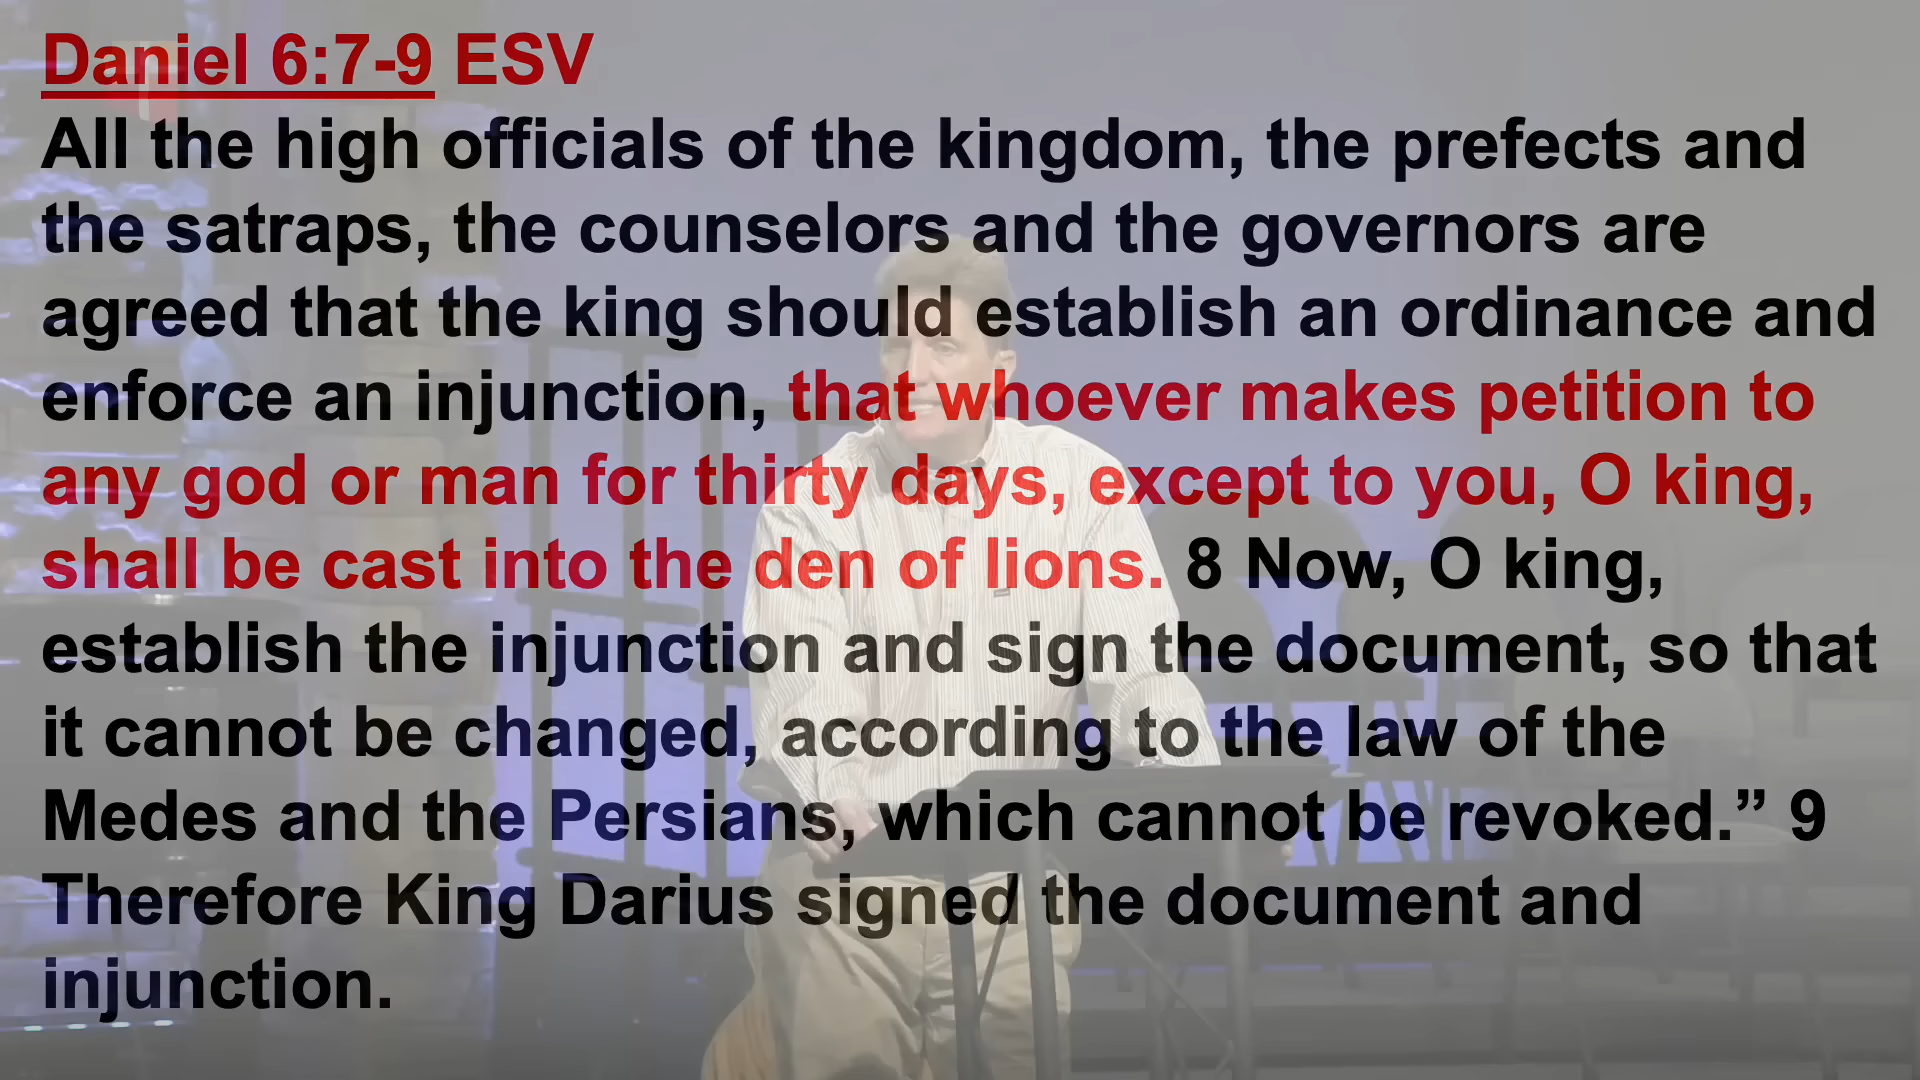 Daniel 6:7-9 ESV
All the high officials of the kingdom, the prefects and
the satraps, the counselors and the governors are
agreed that the king should establish an ordinance and
enforce an injunction, that whoever makes petition to
any god or man for thirty days, except to you, O king,
shall be cast into the den of lions. 8 Now, O king,
establish the injunction and sign the document, so that
it cannot be changed, according to the law of the
Medes and the Persians, which cannot be revoked.” 9
Therefore King Darius signed the document and
injunction.